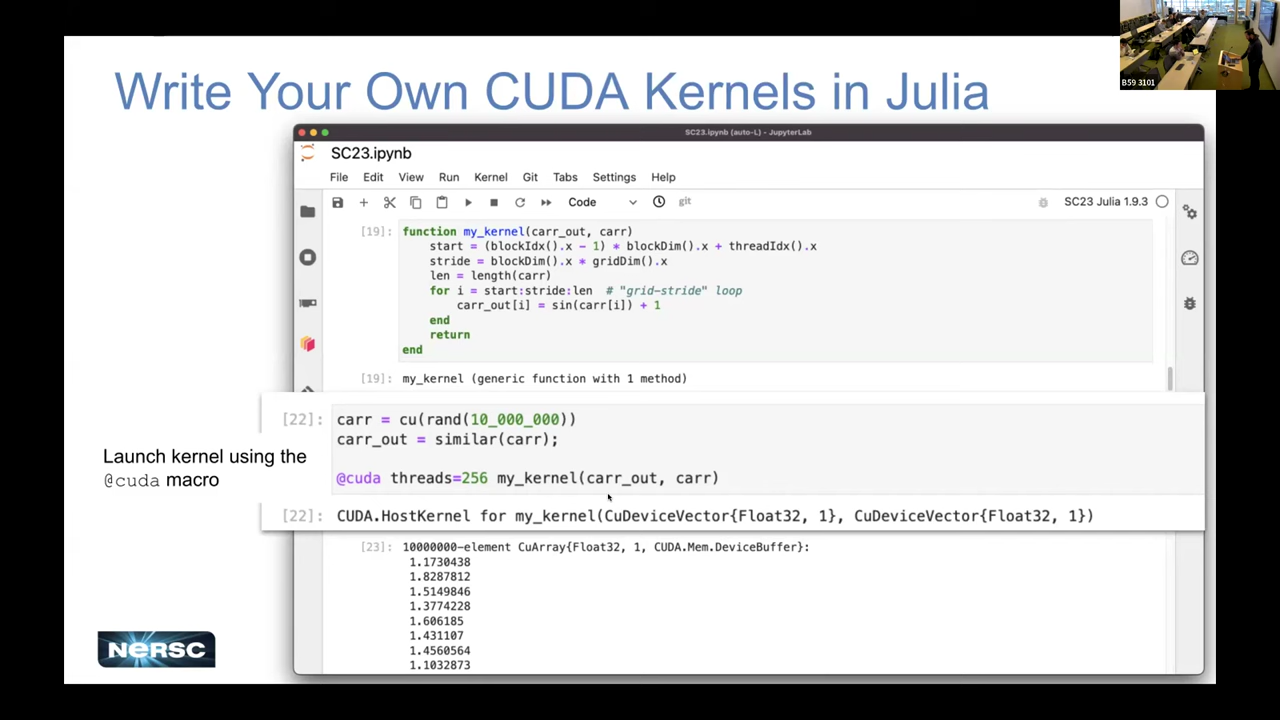 B59 3101
Write Your Own CUDA Kernels in Julia
SC23.ipynb (auto-L) - JupyterLab
SC23.ipynb
File Edit View Run Kernel Git Tabs Settings Help
Code git SC23 Julia 1.9.3
[19]: function my_kernel(carr_out, carr)
start = (blockIdx().x - 1) * blockDim().x + threadIdx().x
stride = blockDim().x * gridDim().x
len = length(carr)
for i = start:stride:len # "grid-stride" loop
carr_out[i] = sin(carr[i]) + 1
end
return
end
[19]: my_kernel (generic function with 1 method)
[22]: carr = cu(rand(10_000_000))
carr_out = similar(carr);
@cuda threads=256 my_kernel(carr_out, carr)
Launch kernel using the
@cuda macro
[22]: CUDA.HostKernel for my_kernel(CuDeviceVector{Float32, 1}, CuDeviceVector{Float32, 1})
[23]: 10000000-element CuArray{Float32, 1, CUDA.Mem.DeviceBuffer}:
1.1730438
1.8287812
1.5149846
1.3774228
1.606185
1.431107
1.4560564
1.1032873
NERSC